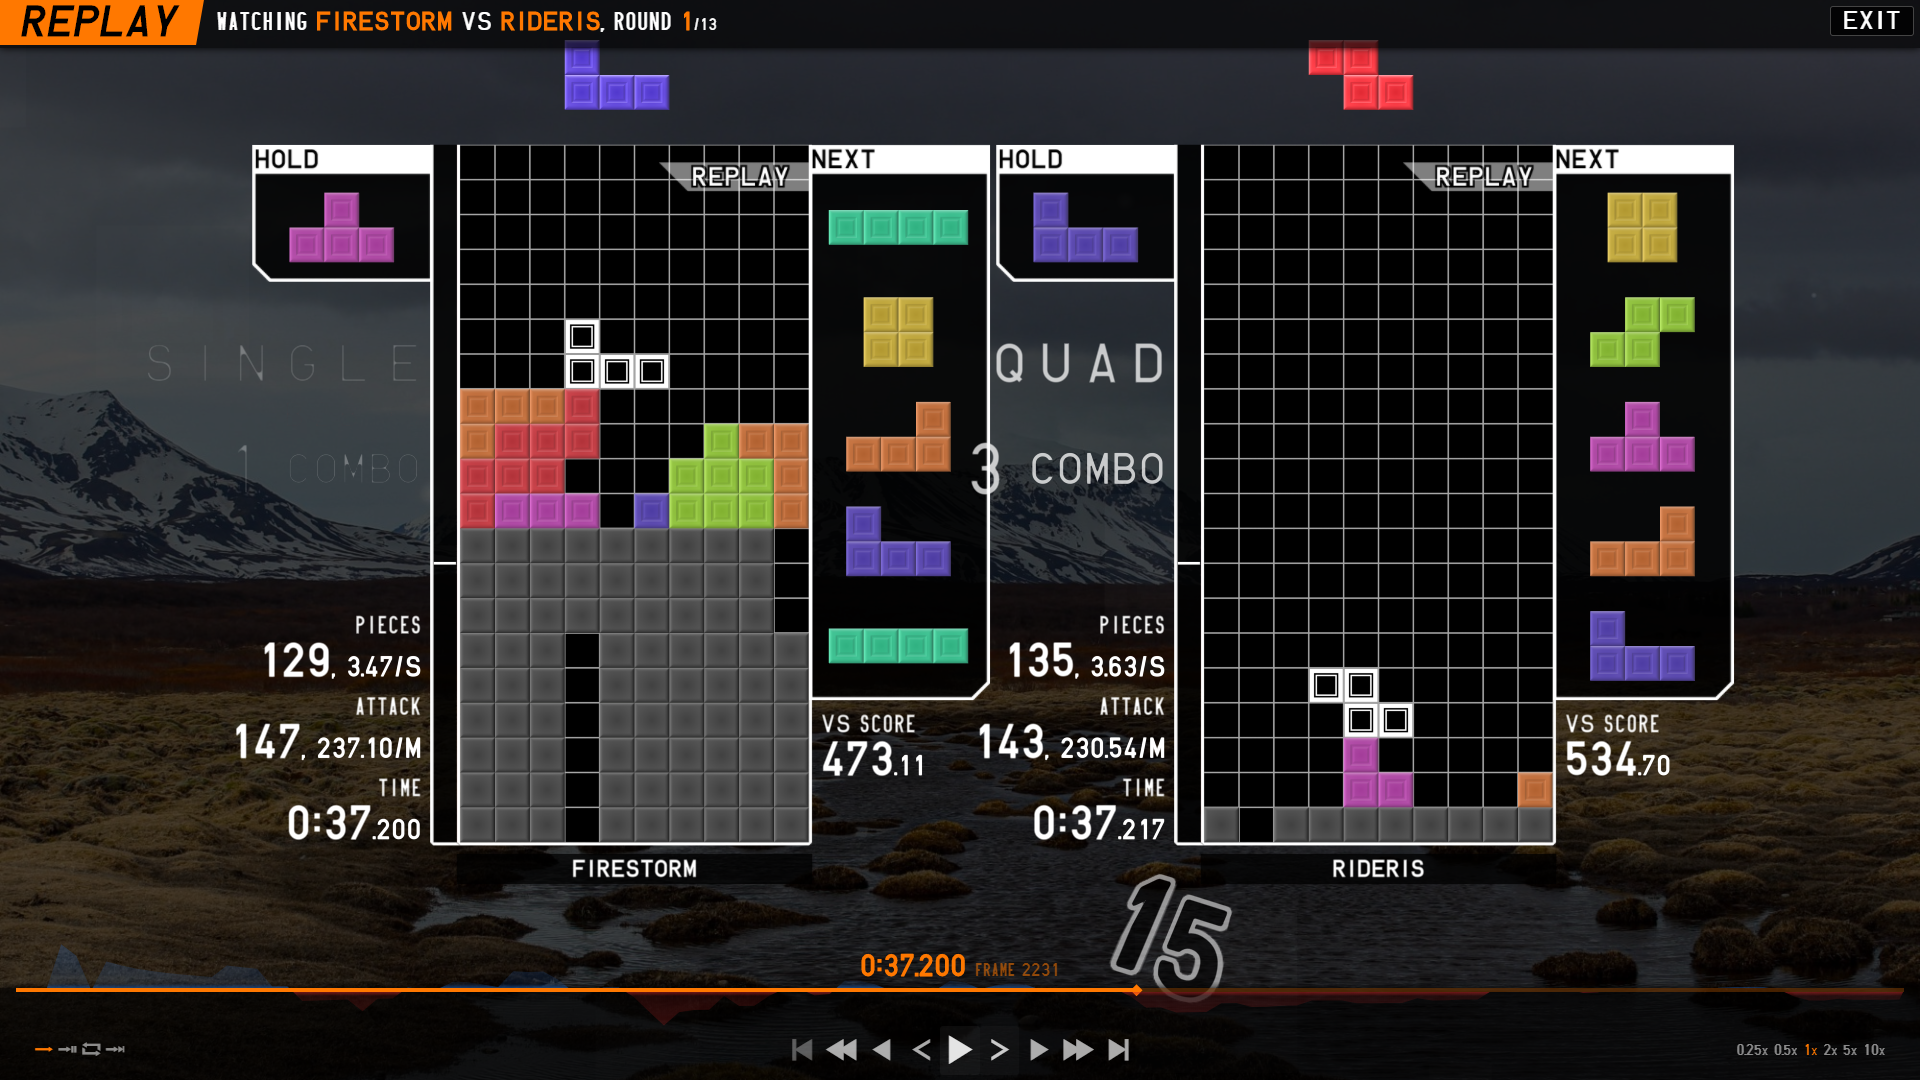 REPLAY
WATCHING FIRESTORM VS RIDERIS, ROUND 1/13
EXIT
HOLD
REPLAY
NEXT
SINGLE
1 COMBO
PIECES
129, 3.47/S
ATTACK
147, 237.10/M
TIME
0:37.200
VS SCORE
473.11
FIRESTORM
HOLD
REPLAY
NEXT
QUAD
3 COMBO
PIECES
135, 3.63/S
ATTACK
143, 230.54/M
TIME
0:37.217
VS SCORE
534.70
RIDERIS
15
0:37.200 FRAME 2231
0.25x 0.5x 1x 2x 5x 10x